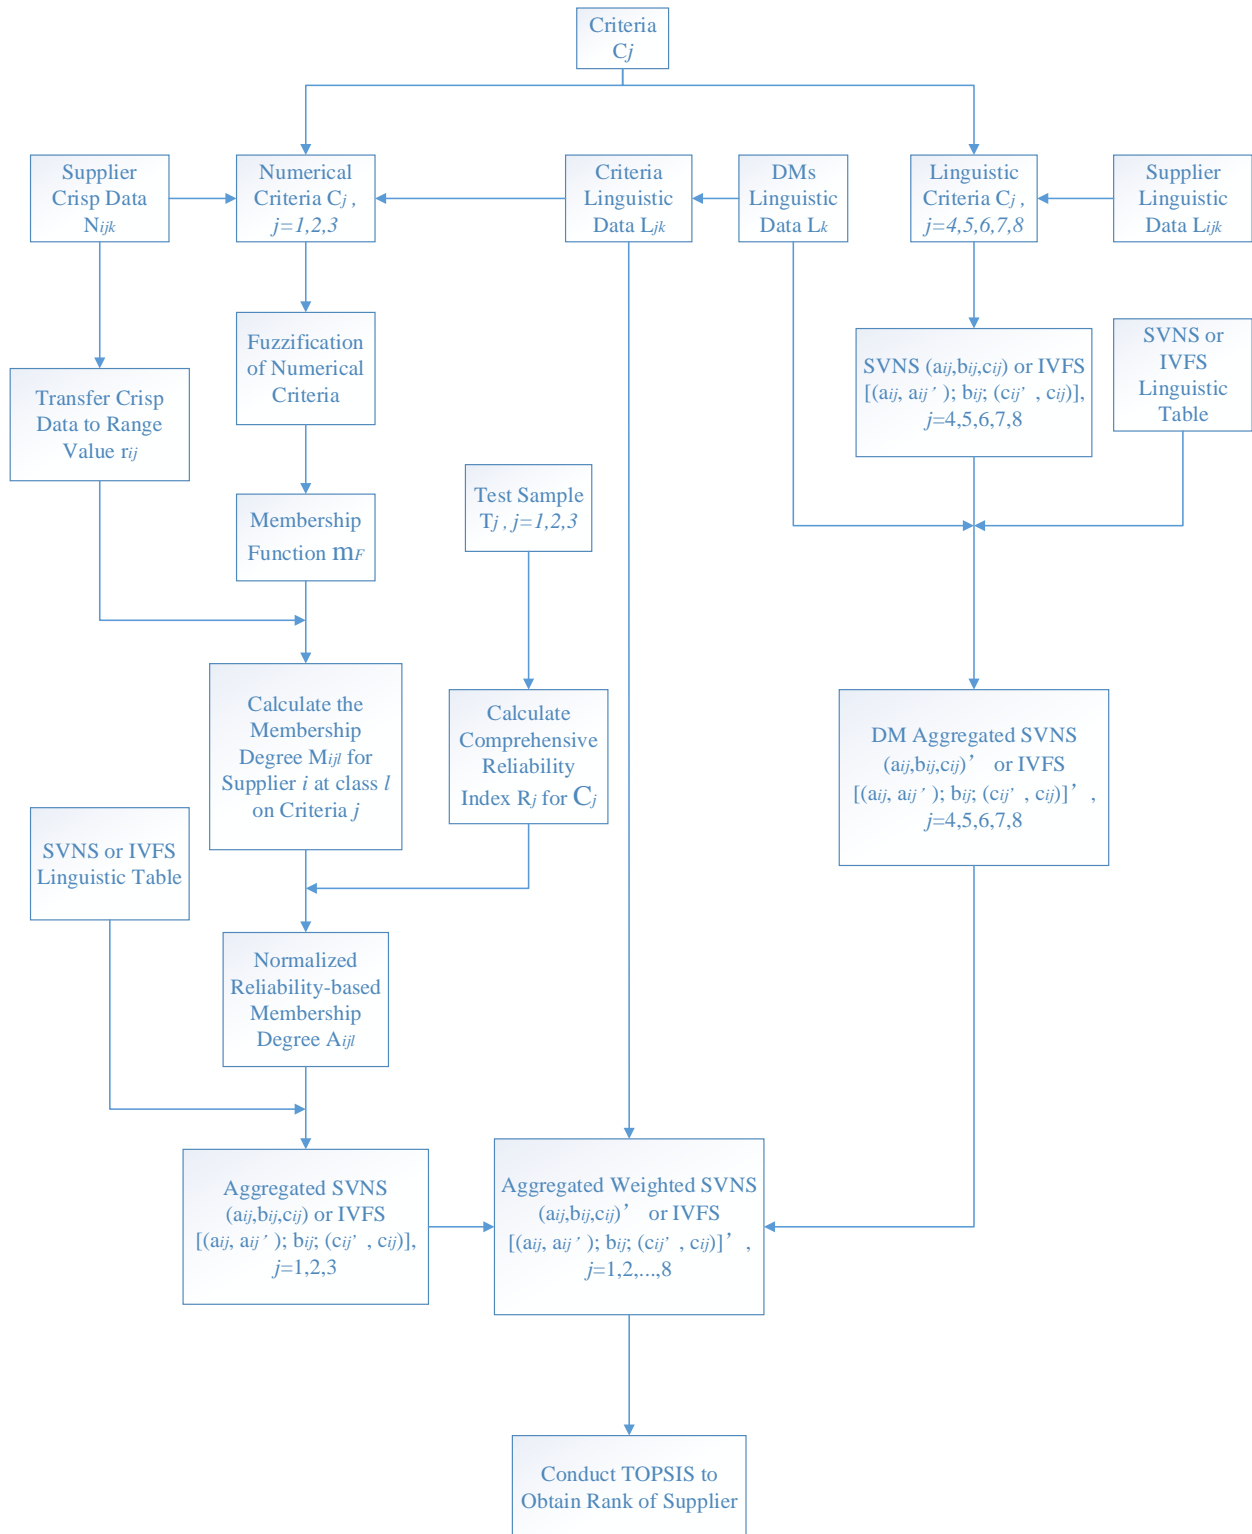 Criteria
Cj
Supplier
Crisp Data
Nijk
Numerical
Criteria Cj ,
j=1,2,3
Criteria
Linguistic
Data Ljk
DMs
Linguistic
Data Lk
Linguistic
Criteria Cj ,
j=4,5,6,7,8
Supplier
Linguistic
Data Lijk
Fuzzification
of Numerical
Criteria
SVNS (aij,bij,cij) or IVFS
[(aij, aij’ ); bij; (cij’ , cij)],
j=4,5,6,7,8
SVNS or
IVFS
Linguistic
Table
Transfer Crisp
Data to Range
Value rij
Membership
Function mF
Test Sample
Tj , j=1,2,3
Calculate the
Membership
Degree Mijl for
Supplier i at class l
on Criteria j
Calculate
Comprehensive
Reliability
Index Rj for Cj
DM Aggregated SVNS
(aij,bij,cij)’ or IVFS
[(aij, aij’ ); bij; (cij’ , cij)]’ ,
j=4,5,6,7,8
SVNS or IVFS
Linguistic Table
Normalized
Reliability-based
Membership
Degree Aijl
Aggregated SVNS
(aij,bij,cij) or IVFS
[(aij, aij’ ); bij; (cij’ , cij)],
j=1,2,3
Aggregated Weighted SVNS
(aij,bij,cij)’ or IVFS
[(aij, aij’ ); bij; (cij’ , cij)]’ ,
j=1,2,...,8
Conduct TOPSIS to
Obtain Rank of Supplier